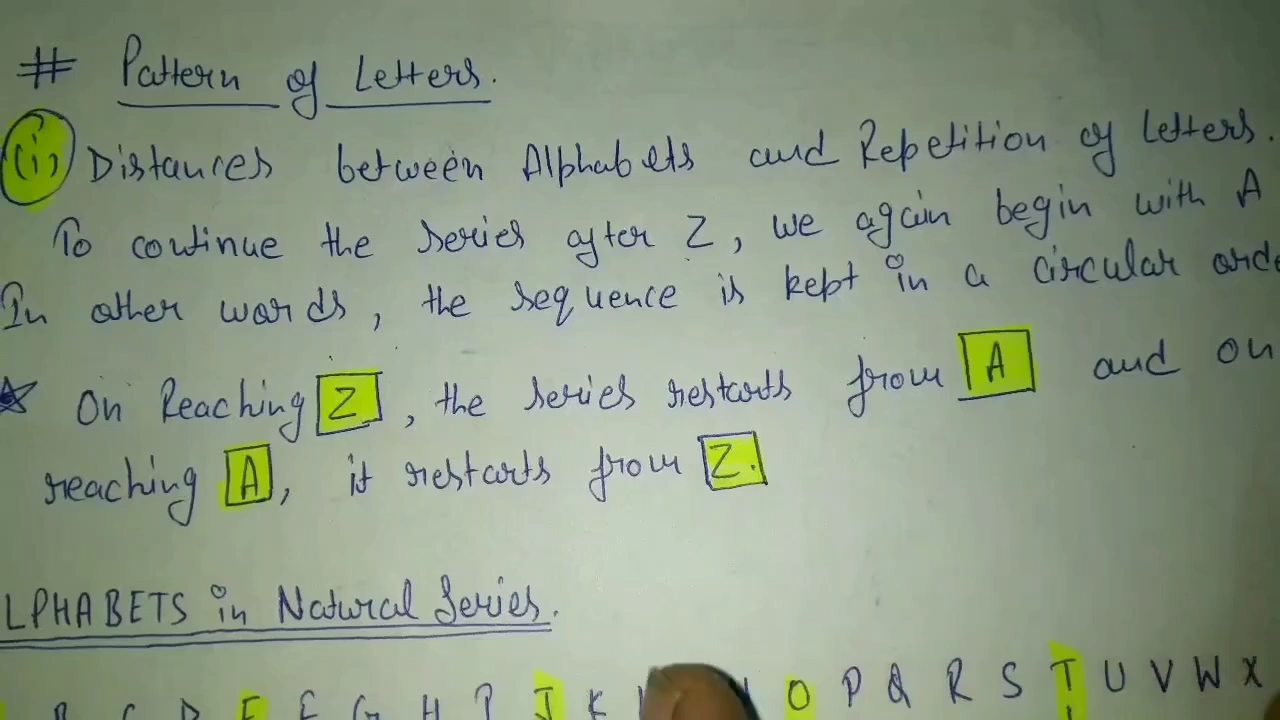 # Pattern of Letters.
(i) Distances between Alphabets and Repetition of letters.
To continue the series after Z, we again begin with A
In other words, the sequence is kept in a circular orde
On Reaching Z, the series restarts from A and on
reaching A, it restarts from Z.
LPHABETS in Natural Series.
B C D E F G H I J K O P Q R S T U V W X